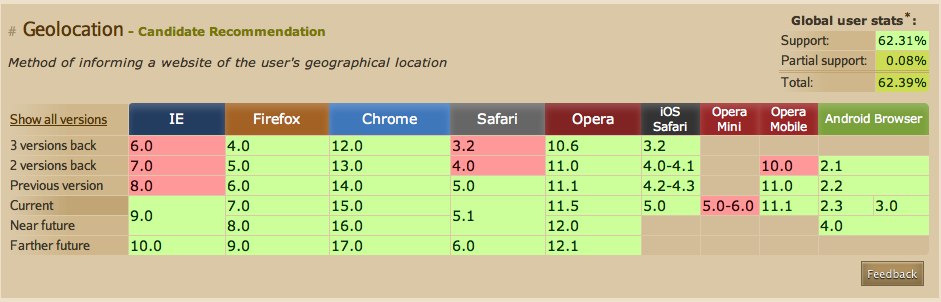 # Geolocation - Candidate Recommendation
Method of informing a website of the user's geographical location
Global user stats*:
Support: 62.31%
Partial support: 0.08%
Total: 62.39%
Show all versions IE Firefox Chrome Safari Opera iOS Safari Opera Mini Opera Mobile Android Browser
3 versions back 6.0 4.0 12.0 3.2 10.6 3.2
2 versions back 7.0 5.0 13.0 4.0 11.0 4.0-4.1 10.0 2.1
Previous version 8.0 6.0 14.0 5.0 11.1 4.2-4.3 11.0 2.2
Current 9.0 7.0 15.0 5.1 11.5 5.0 5.0-6.0 11.1 2.3 3.0
Near future 8.0 16.0 12.0 4.0
Farther future 10.0 9.0 17.0 6.0 12.1
Feedback